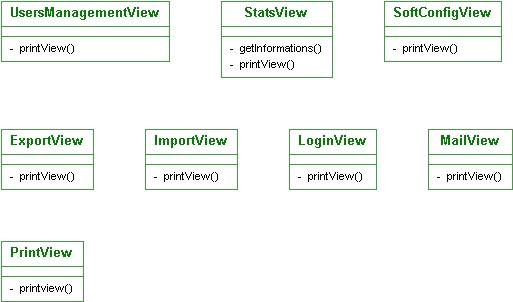 UsersManagementView
- printView()
StatsView
- getInformations()
- printView()
SoftConfigView
- printView()
ExportView
- printView()
ImportView
- printView()
LoginView
- printView()
MailView
- printView()
PrintView
- printview()